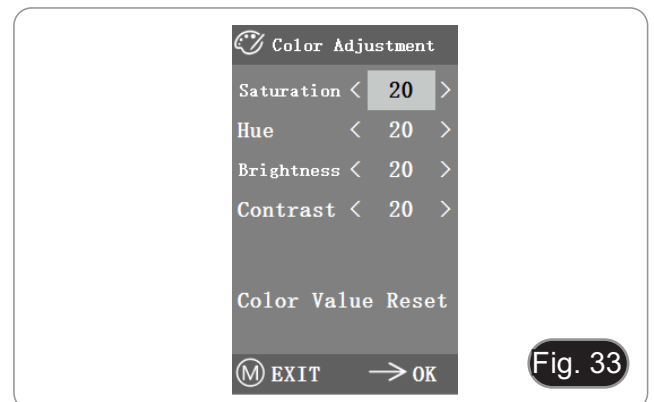 Color Adjustment
Saturation < 20 >
Hue < 20 >
Brightness < 20 >
Contrast < 20 >
Color Value Reset
M EXIT → OK
Fig. 33